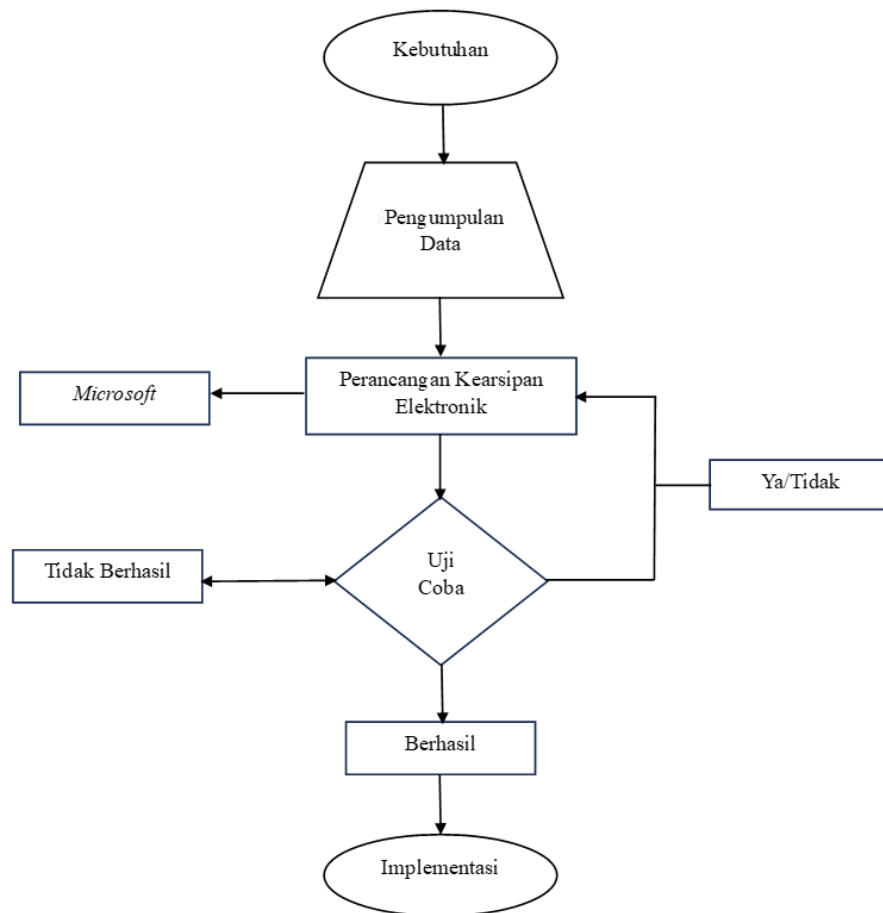 Kebutuhan
Pengumpulan
Data
Perancangan Kearsipan
Elektronik
Microsoft
Ya/Tidak
Uji
Coba
Tidak Berhasil
Berhasil
Implementasi